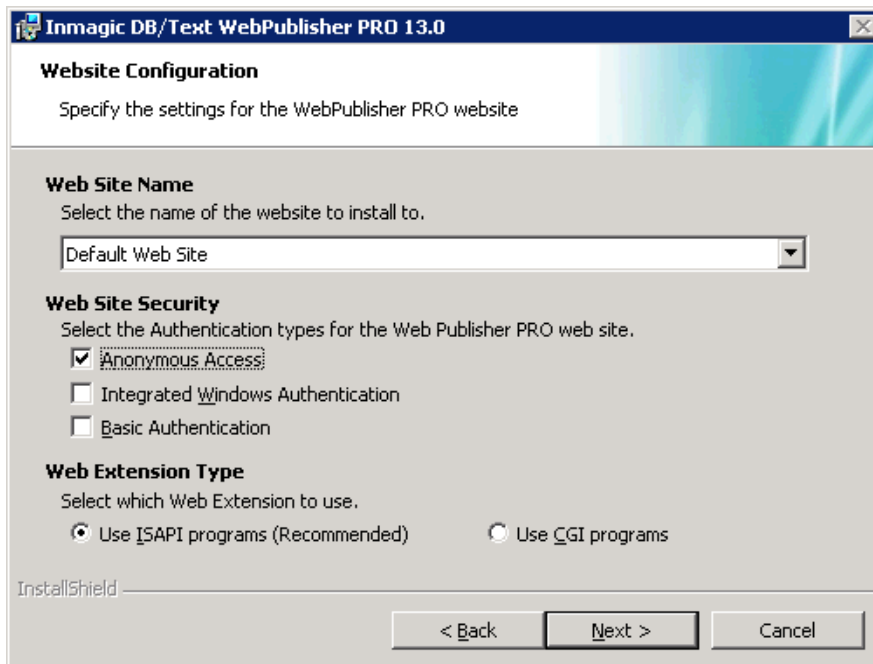 Inmagic DB/Text WebPublisher PRO 13.0
Website Configuration
Specify the settings for the WebPublisher PRO website
Web Site Name
Select the name of the website to install to.
Default Web Site
Web Site Security
Select the Authentication types for the Web Publisher PRO web site.
Anonymous Access
Integrated Windows Authentication
Basic Authentication
Web Extension Type
Select which Web Extension to use.
Use ISAPI programs (Recommended) Use CGI programs
InstallShield
< Back Next > Cancel